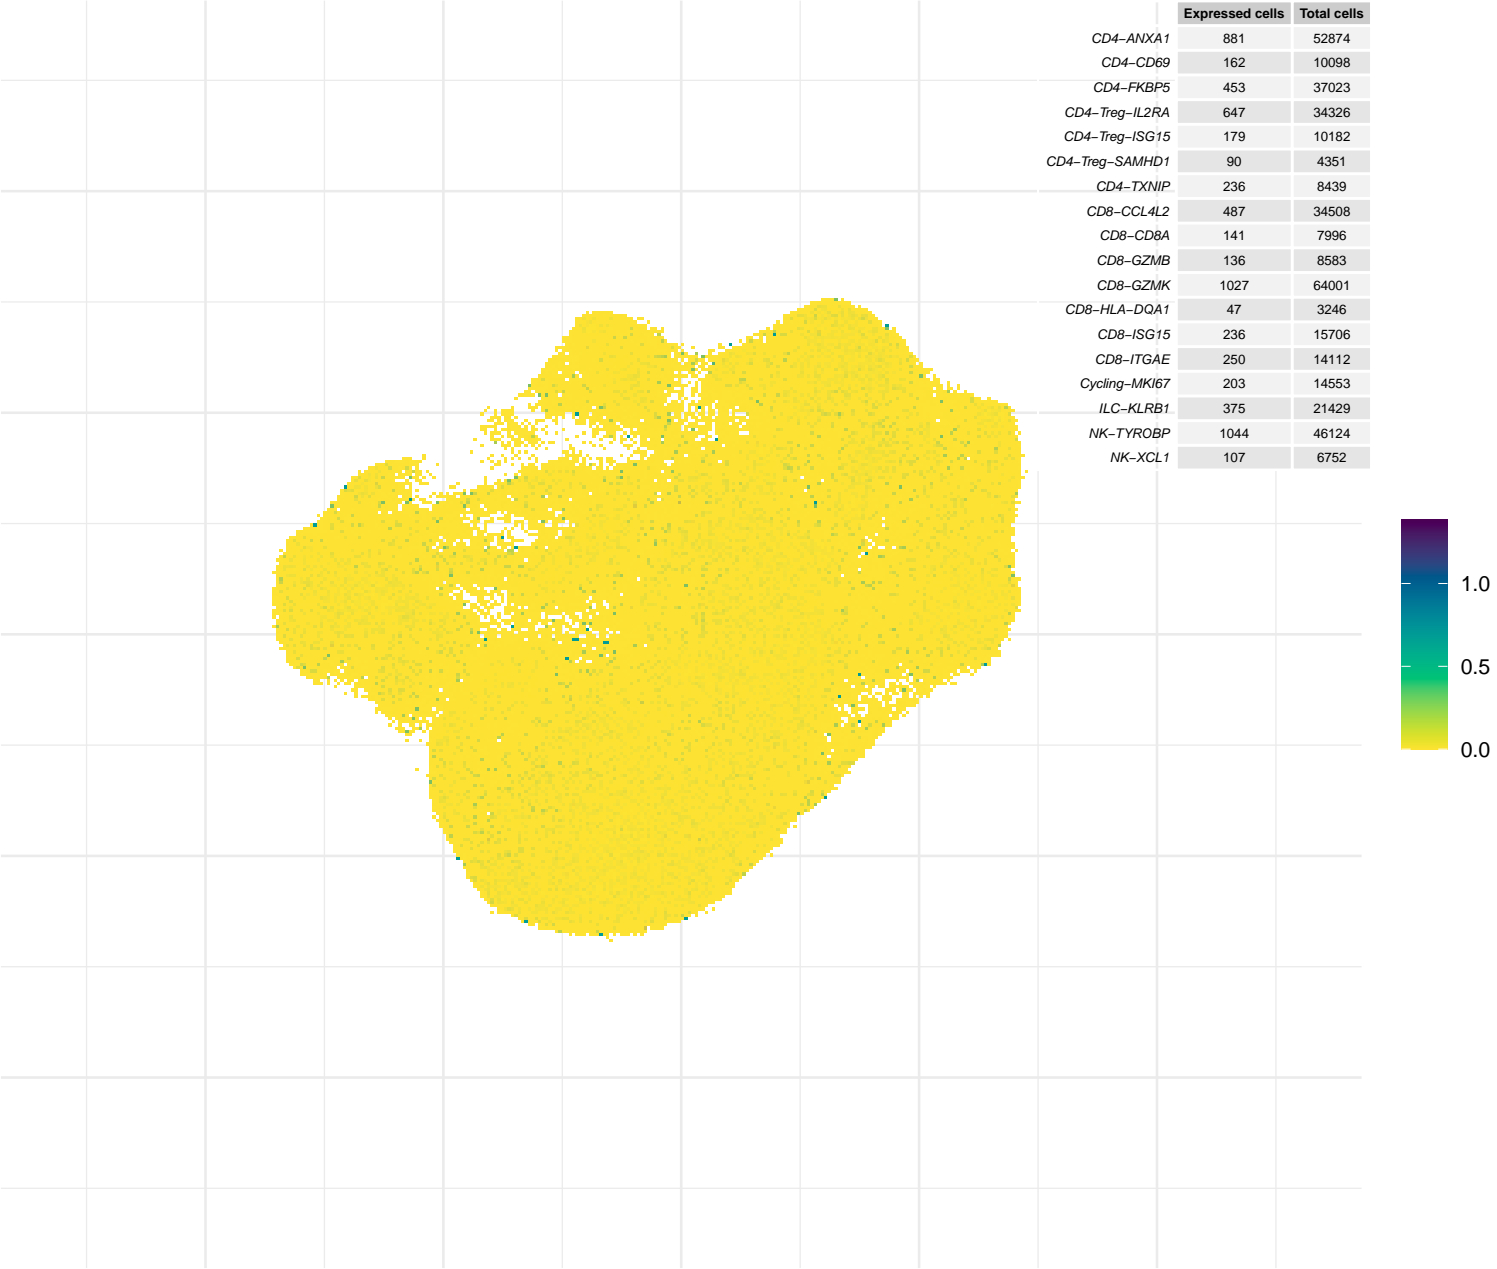 Expressed cells Total cells
CD4−ANXA1 881 52874
CD4−CD69 162 10098
CD4−FKBP5 453 37023
CD4−Treg−IL2RA 647 34326
CD4−Treg−ISG15 179 10182
CD4−Treg−SAMHD1 90 4351
CD4−TXNIP 236 8439
CD8−CCL4L2 487 34508
CD8−CD8A 141 7996
CD8−GZMB 136 8583
CD8−GZMK 1027 64001
CD8−HLA−DQA1 47 3246
CD8−ISG15 236 15706
CD8−ITGAE 250 14112
Cycling−MKI67 203 14553
ILC−KLRB1 375 21429
NK−TYROBP 1044 46124
NK−XCL1 107 6752
1.0
0.5
0.0